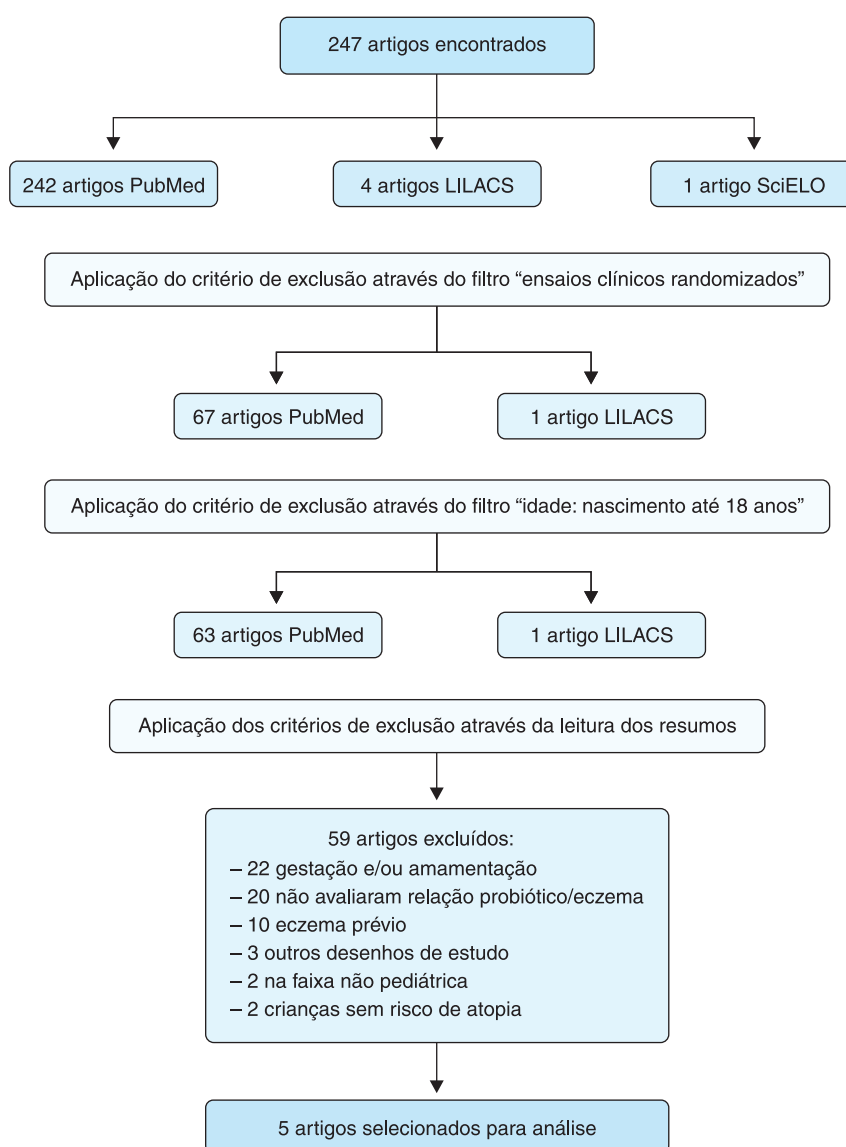 247 artigos encontrados
242 artigos PubMed
4 artigos LILACS
1 artigo SciELO
Aplicação do critério de exclusão através do filtro “ensaios clínicos randomizados”
67 artigos PubMed
1 artigo LILACS
Aplicação do critério de exclusão através do filtro “idade: nascimento até 18 anos”
63 artigos PubMed
1 artigo LILACS
Aplicação dos critérios de exclusão através da leitura dos resumos
59 artigos excluídos:
– 22 gestação e/ou amamentação
– 20 não avaliaram relação probiótico/eczema
– 10 eczema prévio
– 3 outros desenhos de estudo
– 2 na faixa não pediátrica
– 2 crianças sem risco de atopia
5 artigos selecionados para análise